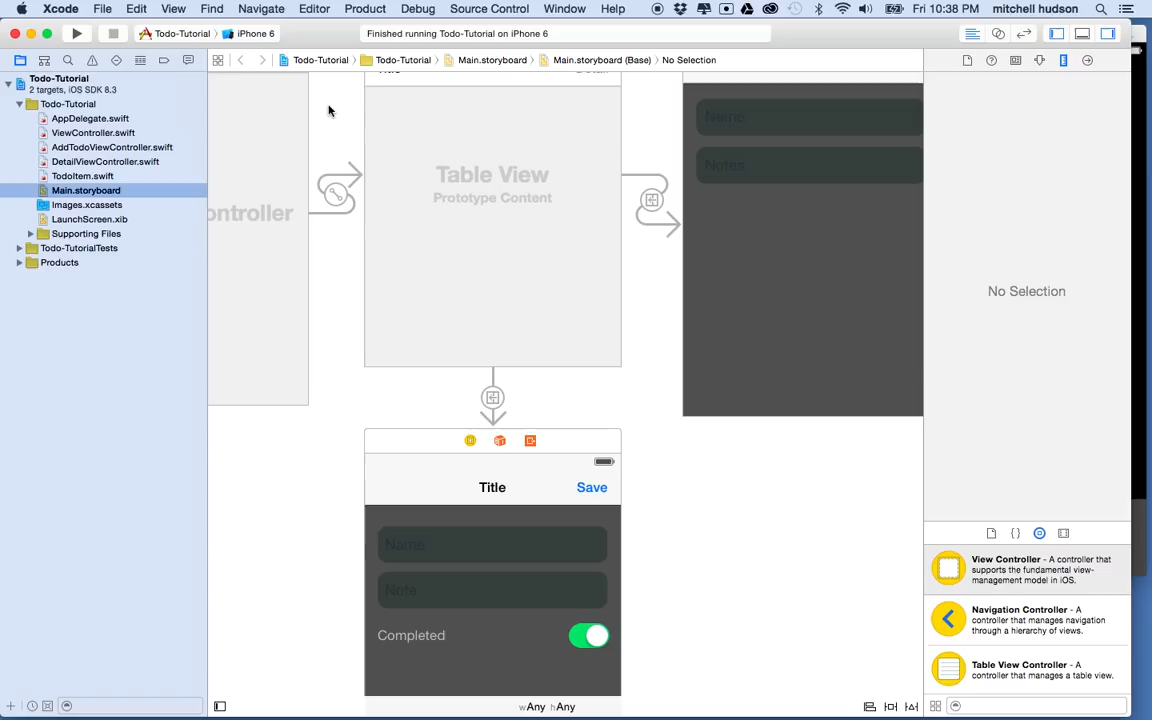 Xcode File Edit View Find Navigate Editor Product Debug Source Control Window Help Fri 10:38 PM mitchell hudson
Todo-Tutorial iPhone 6 Finished running Todo-Tutorial on iPhone 6
Todo-Tutorial Todo-Tutorial Main.storyboard Main.storyboard (Base) No Selection
Todo-Tutorial
2 targets, iOS SDK 8.3
Todo-Tutorial
AppDelegate.swift
ViewController.swift
AddTodoViewController.swift
DetailViewController.swift
TodoItem.swift
Main.storyboard
Images.xcassets
LaunchScreen.xib
Supporting Files
Todo-TutorialTests
Products
ontroller
Table View
Prototype Content
Name
Notes
Title Save
Name
Note
Completed
wAny hAny
No Selection
View Controller - A controller that
supports the fundamental view-
management model in iOS.
Navigation Controller - A
controller that manages navigation
through a hierarchy of views.
Table View Controller - A
controller that manages a table view.